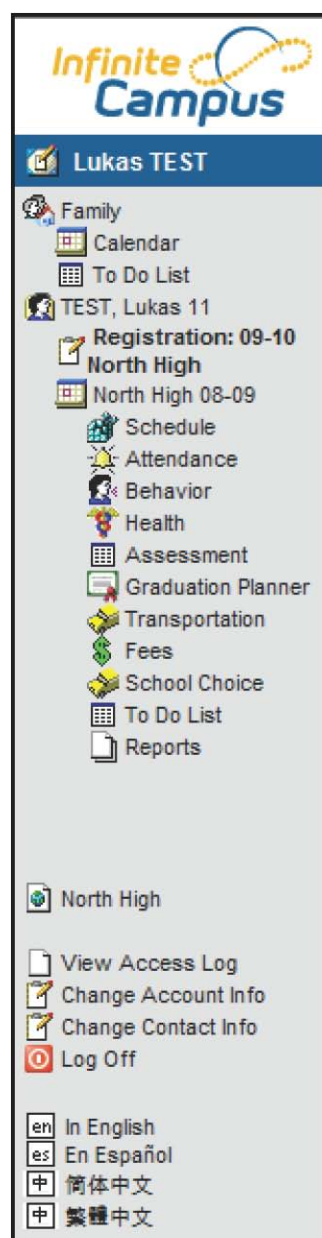 Infinite
Campus
Lukas TEST
Family
Calendar
To Do List
TEST, Lukas 11
Registration: 09-10
North High
North High 08-09
Schedule
Attendance
Behavior
Health
Assessment
Graduation Planner
Transportation
Fees
School Choice
To Do List
Reports
North High
View Access Log
Change Account Info
Change Contact Info
Log Off
en In English
es En Español
中 简体中文
中 繁體中文